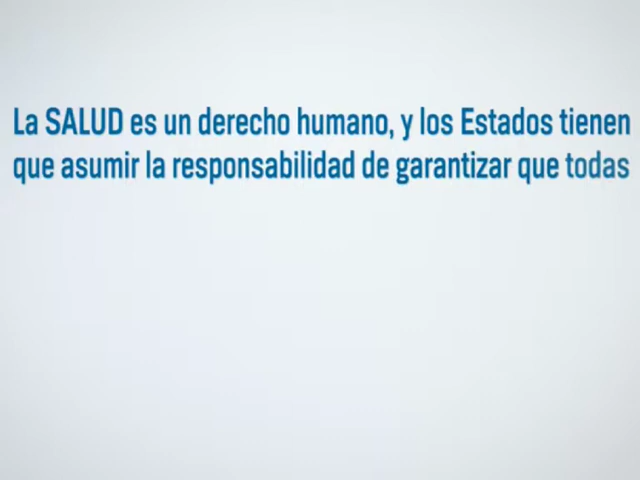 La SALUD es un derecho humano, y los Estados tienen
que asumir la responsabilidad de garantizar que todas